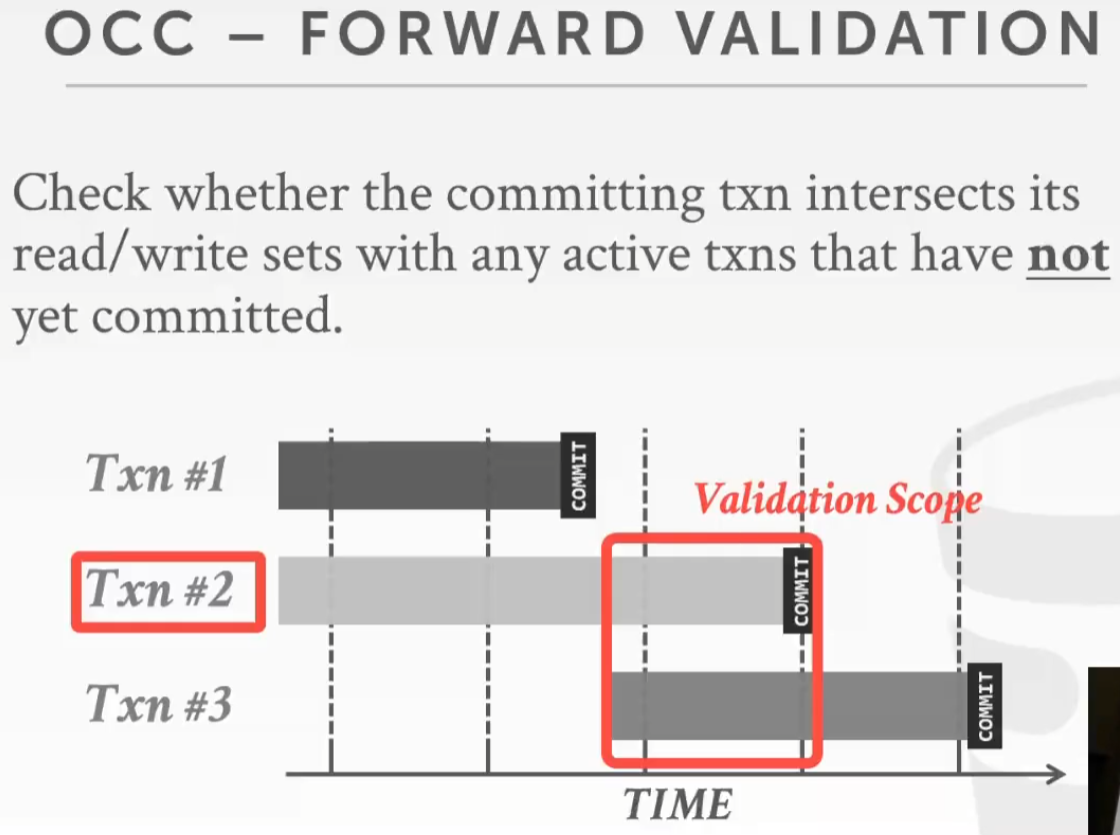 OCC – FORWARD VALIDATION
Check whether the committing txn intersects its
read/write sets with any active txns that have not
yet committed.
Txn #1
COMMIT
Validation Scope
Txn #2
COMMIT
Txn #3
COMMIT
TIME